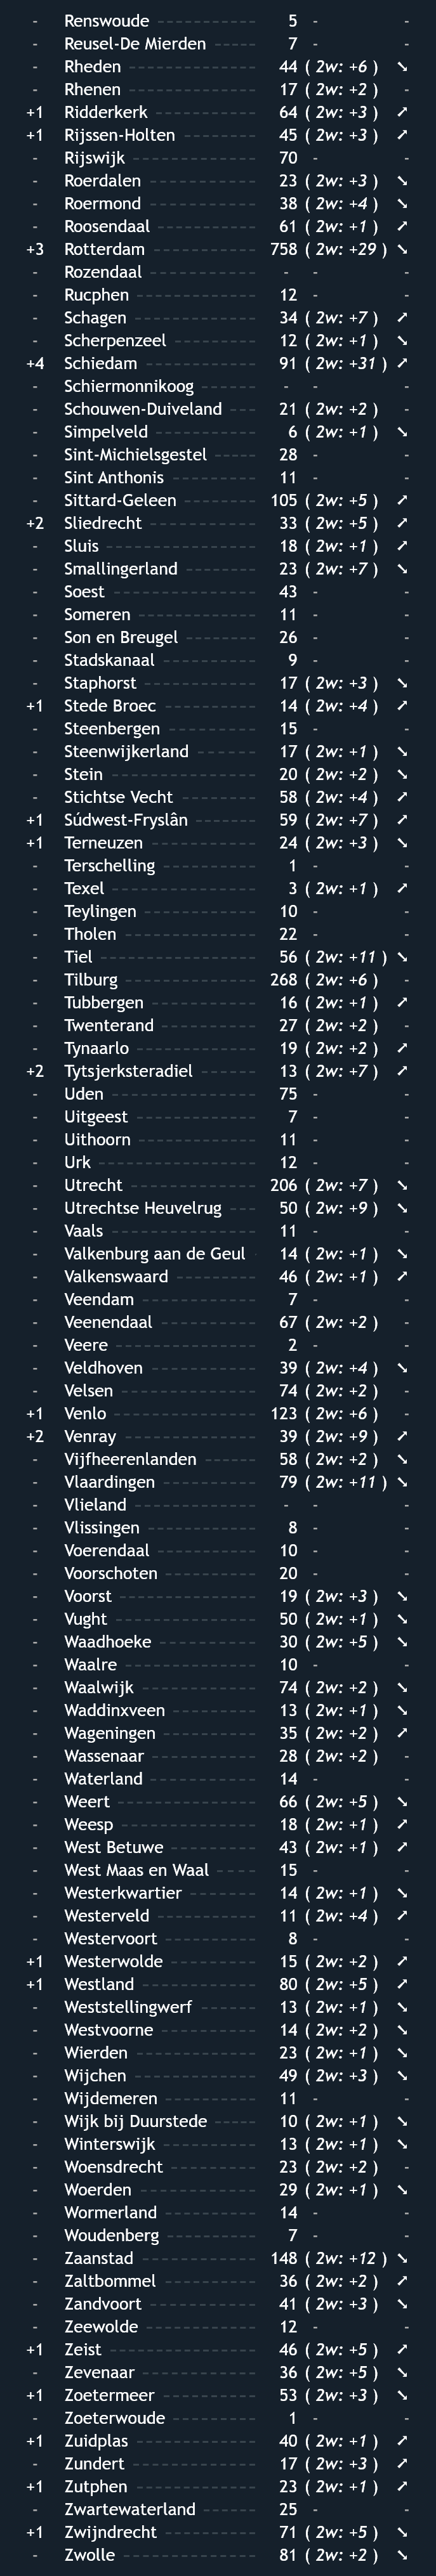 - Renswoude 5 - -
- Reusel-De Mierden 7 - -
- Rheden 44 ( 2w: +6 ) ➘
- Rhenen 17 ( 2w: +2 ) -
+1 Ridderkerk 64 ( 2w: +3 ) ➚
+1 Rijssen-Holten 45 ( 2w: +3 ) ➚
- Rijswijk 70 - -
- Roerdalen 23 ( 2w: +3 ) ➘
- Roermond 38 ( 2w: +4 ) ➘
- Roosendaal 61 ( 2w: +1 ) ➚
+3 Rotterdam 758 ( 2w: +29 ) ➘
- Rozendaal - - -
- Rucphen 12 - -
- Schagen 34 ( 2w: +7 ) ➚
- Scherpenzeel 12 ( 2w: +1 ) ➘
+4 Schiedam 91 ( 2w: +31 ) ➚
- Schiermonnikoog - - -
- Schouwen-Duiveland 21 ( 2w: +2 ) -
- Simpelveld 6 ( 2w: +1 ) ➘
- Sint-Michielsgestel 28 - -
- Sint Anthonis 11 - -
- Sittard-Geleen 105 ( 2w: +5 ) ➚
+2 Sliedrecht 33 ( 2w: +5 ) ➚
- Sluis 18 ( 2w: +1 ) ➚
- Smallingerland 23 ( 2w: +7 ) ➘
- Soest 43 - -
- Someren 11 - -
- Son en Breugel 26 - -
- Stadskanaal 9 - -
- Staphorst 17 ( 2w: +3 ) ➘
+1 Stede Broec 14 ( 2w: +4 ) ➚
- Steenbergen 15 - -
- Steenwijkerland 17 ( 2w: +1 ) ➘
- Stein 20 ( 2w: +2 ) ➘
- Stichtse Vecht 58 ( 2w: +4 ) ➚
+1 Súdwest-Fryslân 59 ( 2w: +7 ) ➚
+1 Terneuzen 24 ( 2w: +3 ) ➘
- Terschelling 1 - -
- Texel 3 ( 2w: +1 ) ➚
- Teylingen 10 - -
- Tholen 22 - -
- Tiel 56 ( 2w: +11 ) ➘
- Tilburg 268 ( 2w: +6 ) -
- Tubbergen 16 ( 2w: +1 ) ➚
- Twenterand 27 ( 2w: +2 ) -
- Tynaarlo 19 ( 2w: +2 ) ➚
+2 Tytsjerksteradiel 13 ( 2w: +7 ) ➚
- Uden 75 - -
- Uitgeest 7 - -
- Uithoorn 11 - -
- Urk 12 - -
- Utrecht 206 ( 2w: +7 ) ➘
- Utrechtse Heuvelrug 50 ( 2w: +9 ) ➘
- Vaals 11 - -
- Valkenburg aan de Geul 14 ( 2w: +1 ) ➘
- Valkenswaard 46 ( 2w: +1 ) ➚
- Veendam 7 - -
- Veenendaal 67 ( 2w: +2 ) -
- Veere 2 - -
- Veldhoven 39 ( 2w: +4 ) ➘
- Velsen 74 ( 2w: +2 ) -
+1 Venlo 123 ( 2w: +6 ) -
+2 Venray 39 ( 2w: +9 ) ➚
- Vijfheerenlanden 58 ( 2w: +2 ) ➘
- Vlaardingen 79 ( 2w: +11 ) ➘
- Vlieland - - -
- Vlissingen 8 - -
- Voerendaal 10 - -
- Voorschoten 20 - -
- Voorst 19 ( 2w: +3 ) ➘
- Vught 50 ( 2w: +1 ) ➘
- Waadhoeke 30 ( 2w: +5 ) ➘
- Waalre 10 - -
- Waalwijk 74 ( 2w: +2 ) ➘
- Waddinxveen 13 ( 2w: +1 ) ➘
- Wageningen 35 ( 2w: +2 ) ➚
- Wassenaar 28 ( 2w: +2 ) -
- Waterland 14 - -
- Weert 66 ( 2w: +5 ) ➘
- Weesp 18 ( 2w: +1 ) ➚
- West Betuwe 43 ( 2w: +1 ) ➚
- West Maas en Waal 15 - -
- Westerkwartier 14 ( 2w: +1 ) ➘
- Westerveld 11 ( 2w: +4 ) ➚
- Westervoort 8 - -
+1 Westerwolde 15 ( 2w: +2 ) ➚
+1 Westland 80 ( 2w: +5 ) ➚
- Weststellingwerf 13 ( 2w: +1 ) ➘
- Westvoorne 14 ( 2w: +2 ) ➘
- Wierden 23 ( 2w: +1 ) ➘
- Wijchen 49 ( 2w: +3 ) ➘
- Wijdemeren 11 - -
- Wijk bij Duurstede 10 ( 2w: +1 ) ➘
- Winterswijk 13 ( 2w: +1 ) ➘
- Woensdrecht 23 ( 2w: +2 ) -
- Woerden 29 ( 2w: +1 ) ➘
- Wormerland 14 - -
- Woudenberg 7 - -
- Zaanstad 148 ( 2w: +12 ) ➘
- Zaltbommel 36 ( 2w: +2 ) ➚
- Zandvoort 41 ( 2w: +3 ) ➘
- Zeewolde 12 - -
+1 Zeist 46 ( 2w: +5 ) ➚
- Zevenaar 36 ( 2w: +5 ) ➘
+1 Zoetermeer 53 ( 2w: +3 ) ➘
- Zoeterwoude 1 - -
+1 Zuidplas 40 ( 2w: +1 ) ➚
- Zundert 17 ( 2w: +3 ) ➚
+1 Zutphen 23 ( 2w: +1 ) ➚
- Zwartewaterland 25 - -
+1 Zwijndrecht 71 ( 2w: +5 ) ➘
- Zwolle 81 ( 2w: +2 ) ➘